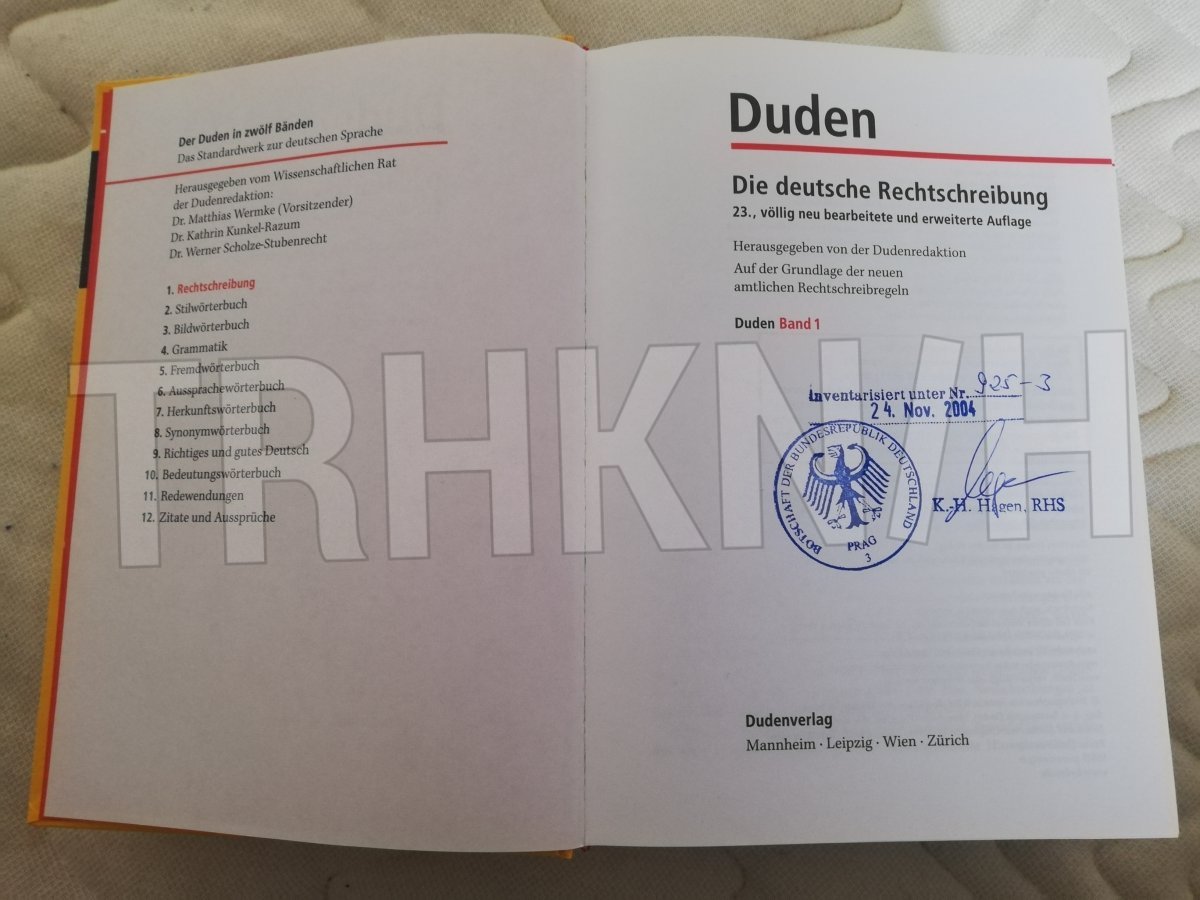 Der Duden in zwölf Bänden
Das Standardwerk zur deutschen Sprache
Herausgegeben vom Wissenschaftlichen Rat
der Dudenredaktion:
Dr. Matthias Wermke (Vorsitzender)
Dr. Kathrin Kunkel-Razum
Dr. Werner Scholze-Stubenrecht
1. Rechtschreibung
2. Stilwörterbuch
3. Bildwörterbuch
4. Grammatik
5. Fremdwörterbuch
6. Aussprachewörterbuch
7. Herkunftswörterbuch
8. Synonymwörterbuch
9. Richtiges und gutes Deutsch
10. Bedeutungswörterbuch
11. Redewendungen
12. Zitate und Aussprüche
Duden
Die deutsche Rechtschreibung
23., völlig neu bearbeitete und erweiterte Auflage
Herausgegeben von der Dudenredaktion
Auf der Grundlage der neuen
amtlichen Rechtschreibregeln
Duden Band 1
Inventarisiert unter Nr. 925-3
24. Nov. 2004
BOTSCHAFT DER BUNDESREPUBLIK DEUTSCHLAND
PRAG
3
K.-H. Hagen, RHS
Dudenverlag
Mannheim · Leipzig · Wien · Zürich
TRHKNIH